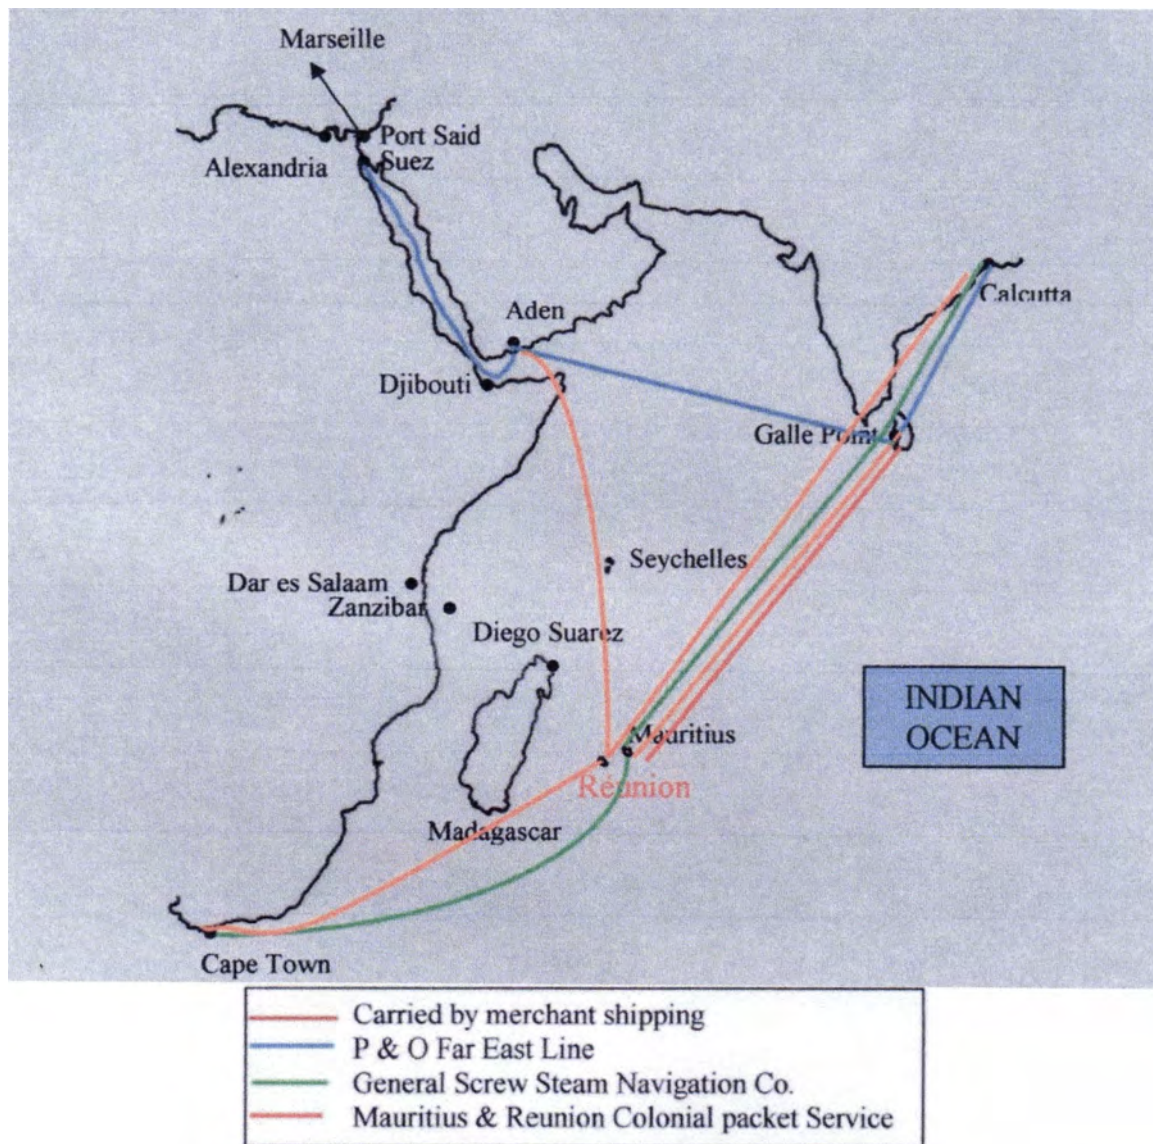 Marseille
Port Said
Suez
Alexandria
Aden
Calcutta
Djibouti
Galle Point
Seychelles
Dar es Salaam
Zanzibar
Diego Suarez
INDIAN
OCEAN
Mauritius
Réunion
Madagascar
Cape Town
Carried by merchant shipping
P & O Far East Line
General Screw Steam Navigation Co.
Mauritius & Reunion Colonial packet Service